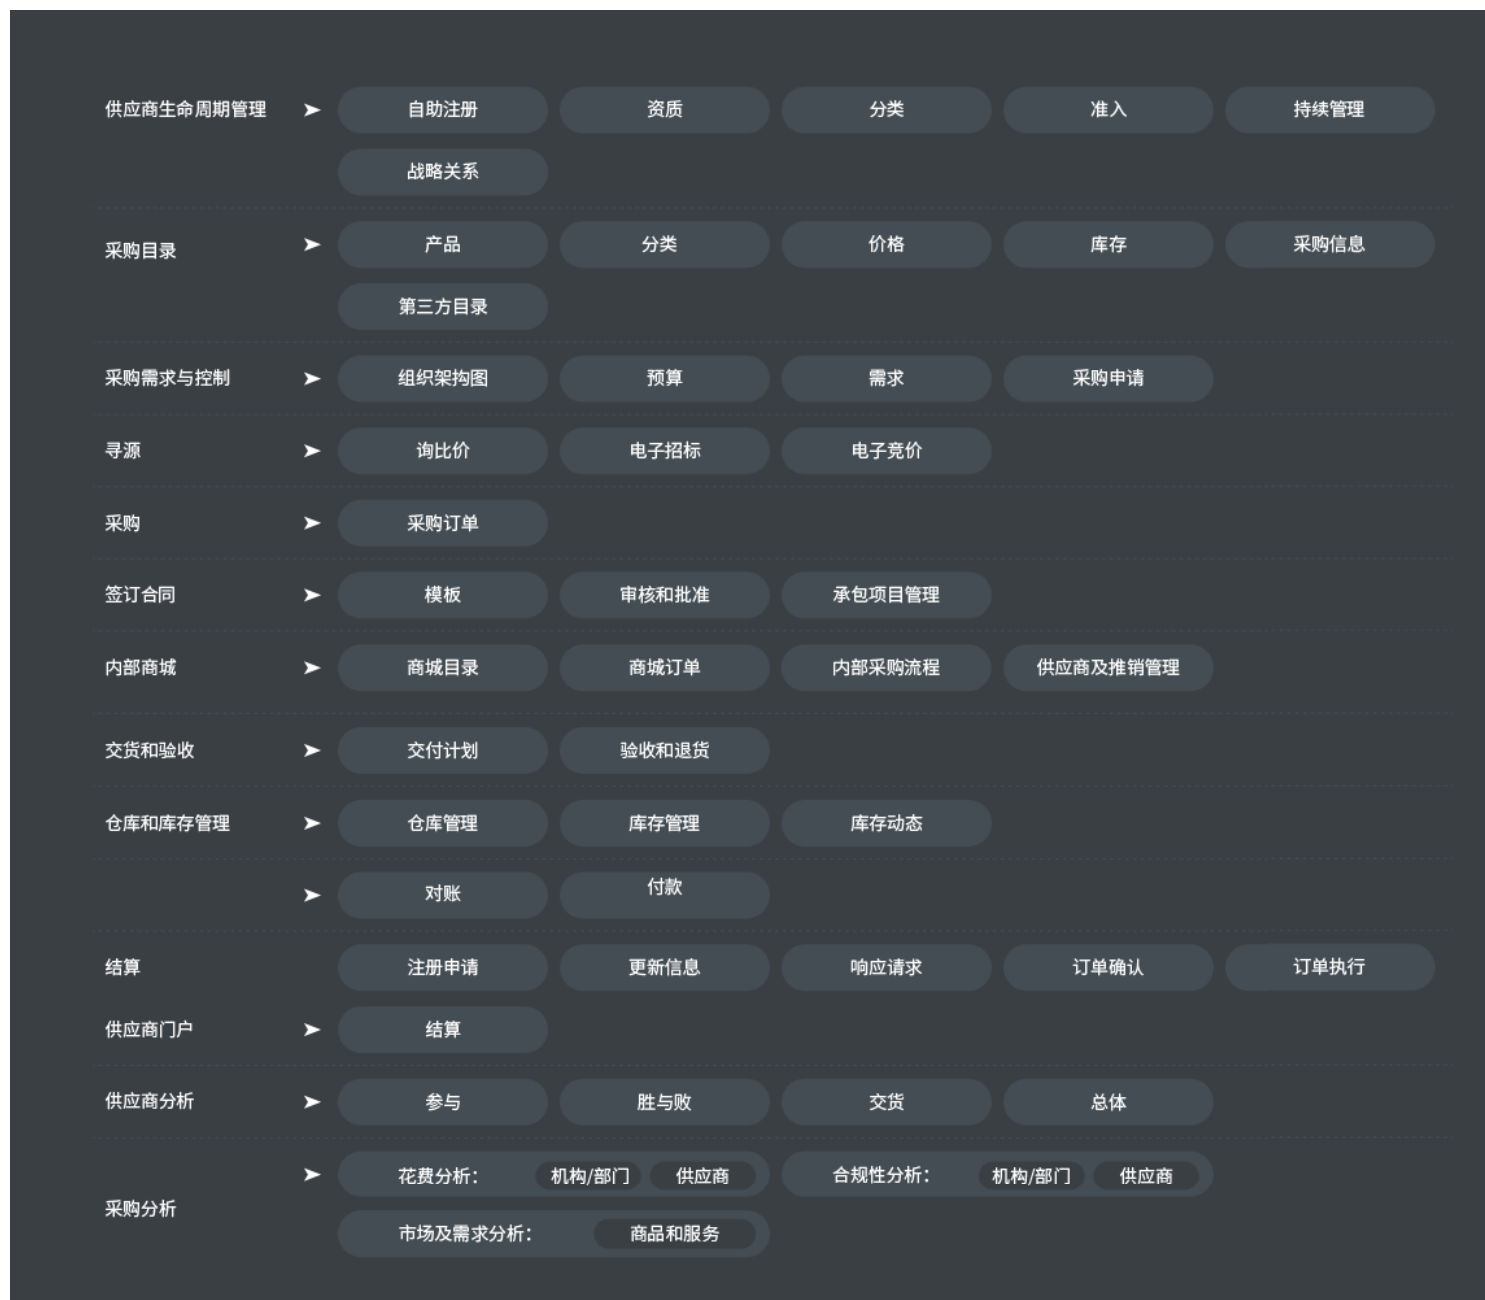 供应商生命周期管理 ➤ 自助注册 资质 分类 准入 持续管理
战略关系
采购目录 ➤ 产品 分类 价格 库存 采购信息
第三方目录
采购需求与控制 ➤ 组织架构图 预算 需求 采购申请
寻源 ➤ 询比价 电子招标 电子竞价
采购 ➤ 采购订单
签订合同 ➤ 模板 审核和批准 承包项目管理
内部商城 ➤ 商城目录 商城订单 内部采购流程 供应商及推销管理
交货和验收 ➤ 交付计划 验收和退货
仓库和库存管理 ➤ 仓库管理 库存管理 库存动态
➤ 对账 付款
结算 注册申请 更新信息 响应请求 订单确认 订单执行
供应商门户 ➤ 结算
供应商分析 ➤ 参与 胜与败 交货 总体
➤ 花费分析： 机构/部门 供应商 合规性分析： 机构/部门 供应商
采购分析
市场及需求分析： 商品和服务